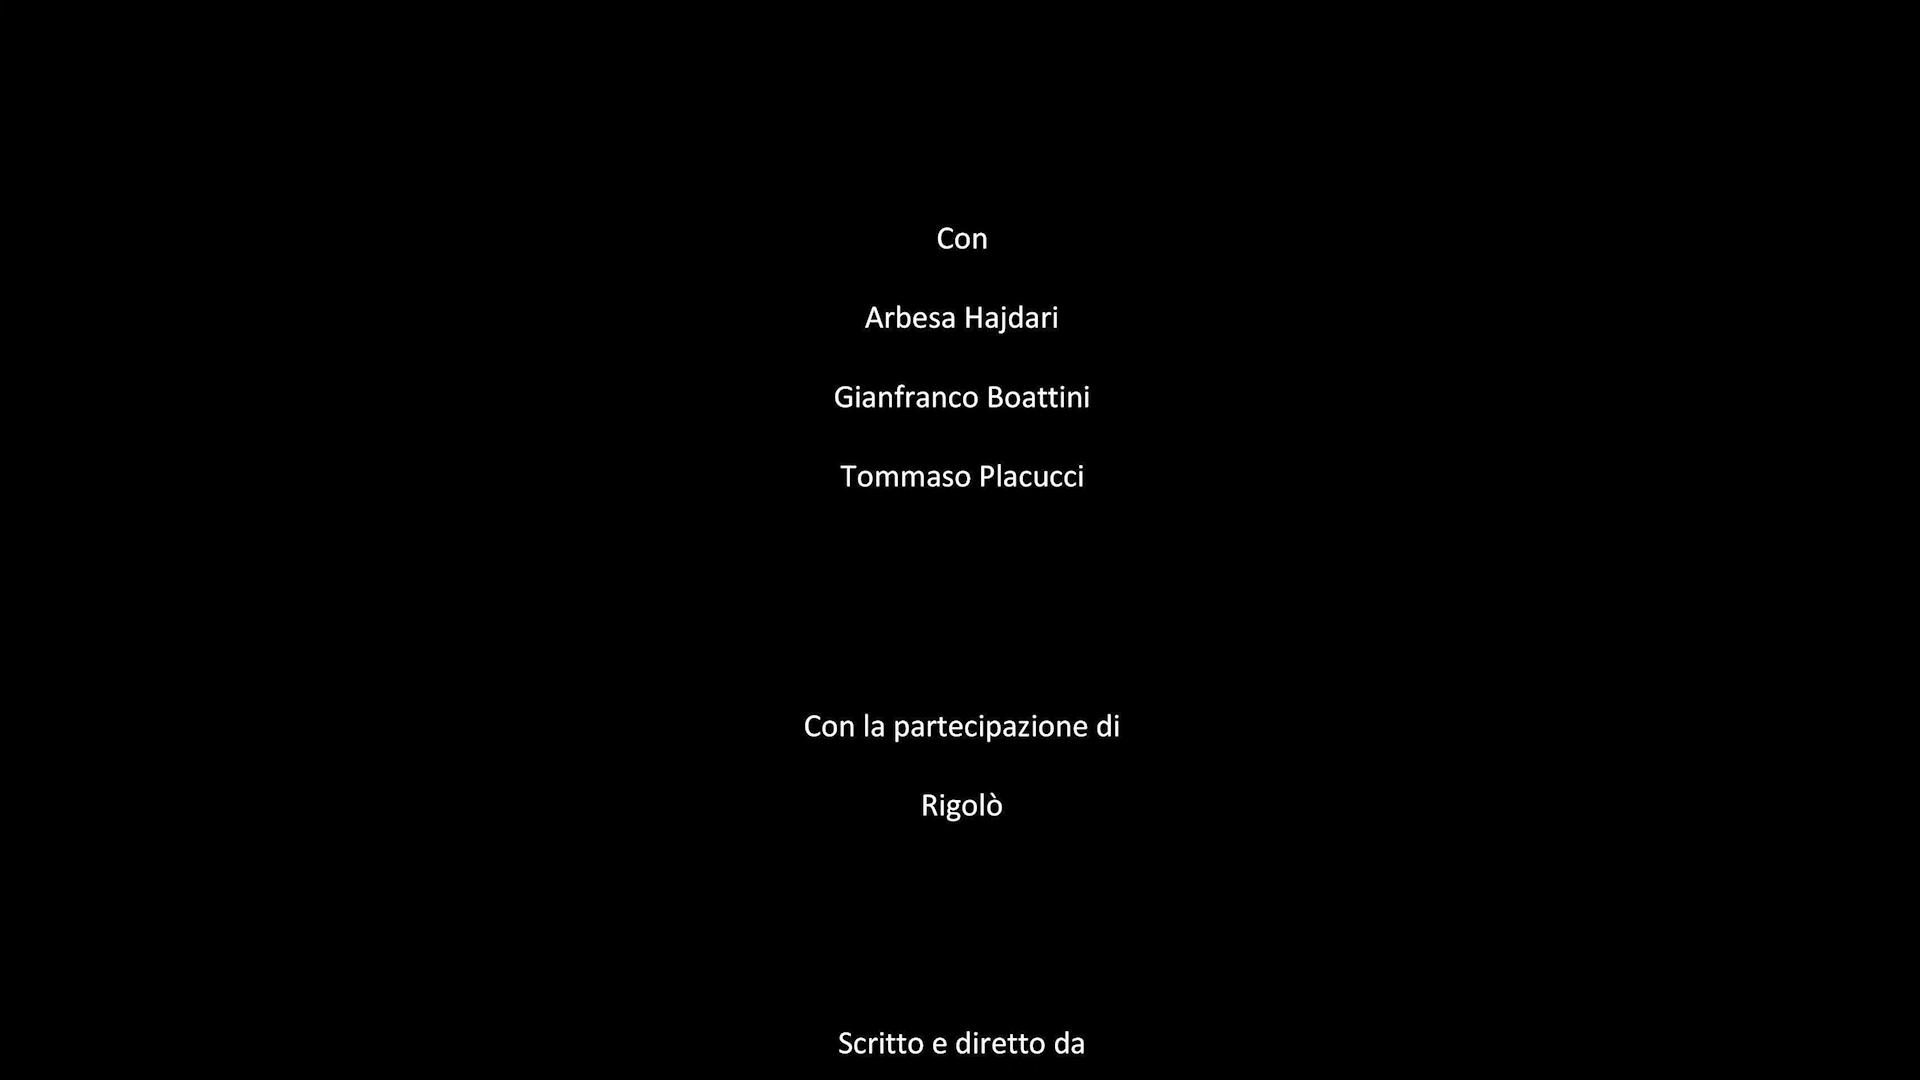 Con
Arbesa Hajdari
Gianfranco Boattini
Tommaso Placucci
Con la partecipazione di
Rigolò
Scritto e diretto da